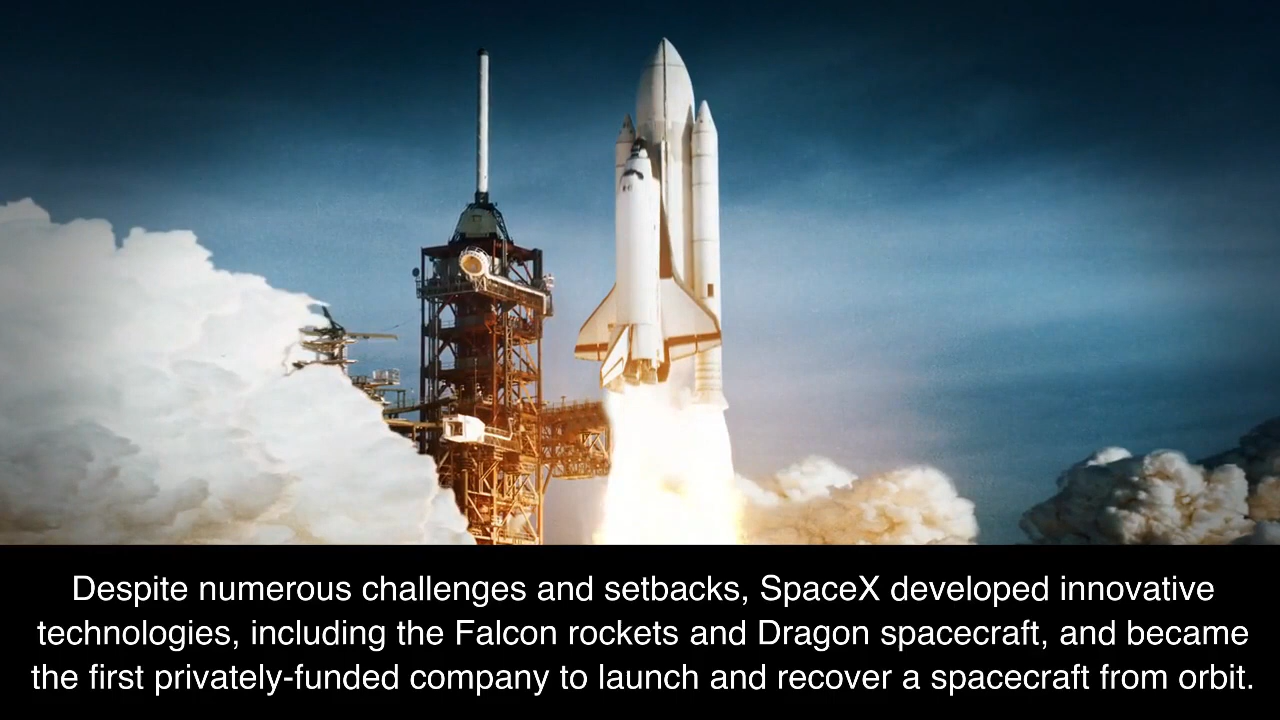 Despite numerous challenges and setbacks, SpaceX developed innovative
technologies, including the Falcon rockets and Dragon spacecraft, and became
the first privately-funded company to launch and recover a spacecraft from orbit.